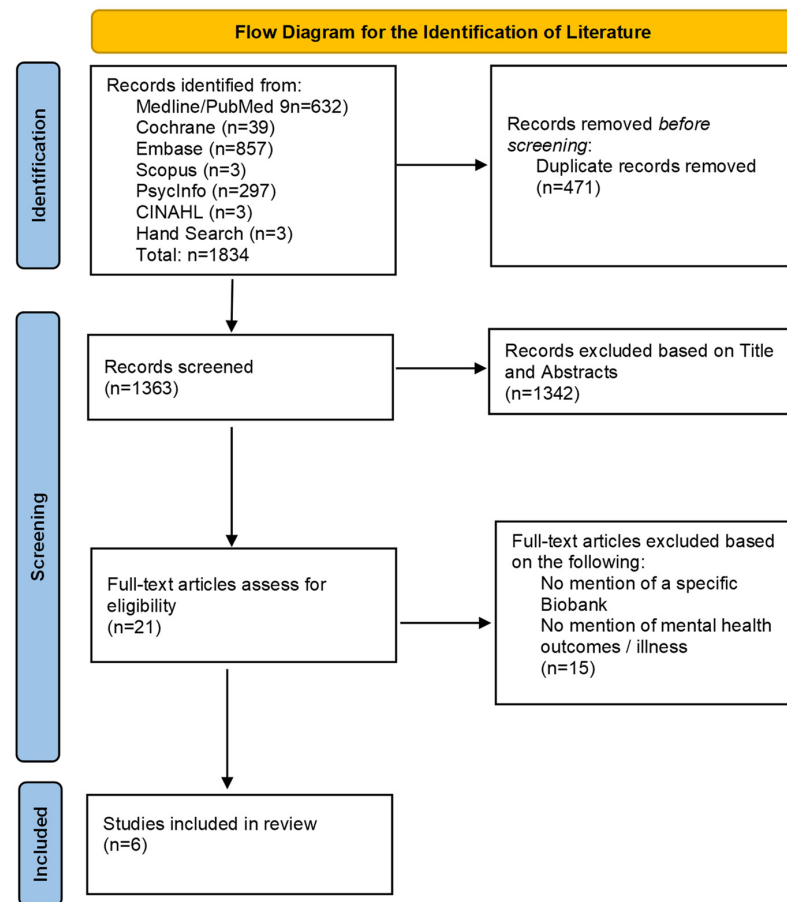 Flow Diagram for the Identification of Literature
Identification
Records identified from:
Medline/PubMed 9n=632)
Cochrane (n=39)
Embase (n=857)
Scopus (n=3)
PsycInfo (n=297)
CINAHL (n=3)
Hand Search (n=3)
Total: n=1834
Records removed before
screening:
Duplicate records removed
(n=471)
Screening
Records screened
(n=1363)
Records excluded based on Title
and Abstracts
(n=1342)
Full-text articles assess for
eligibility
(n=21)
Full-text articles excluded based
on the following:
No mention of a specific
Biobank
No mention of mental health
outcomes / illness
(n=15)
Included
Studies included in review
(n=6)